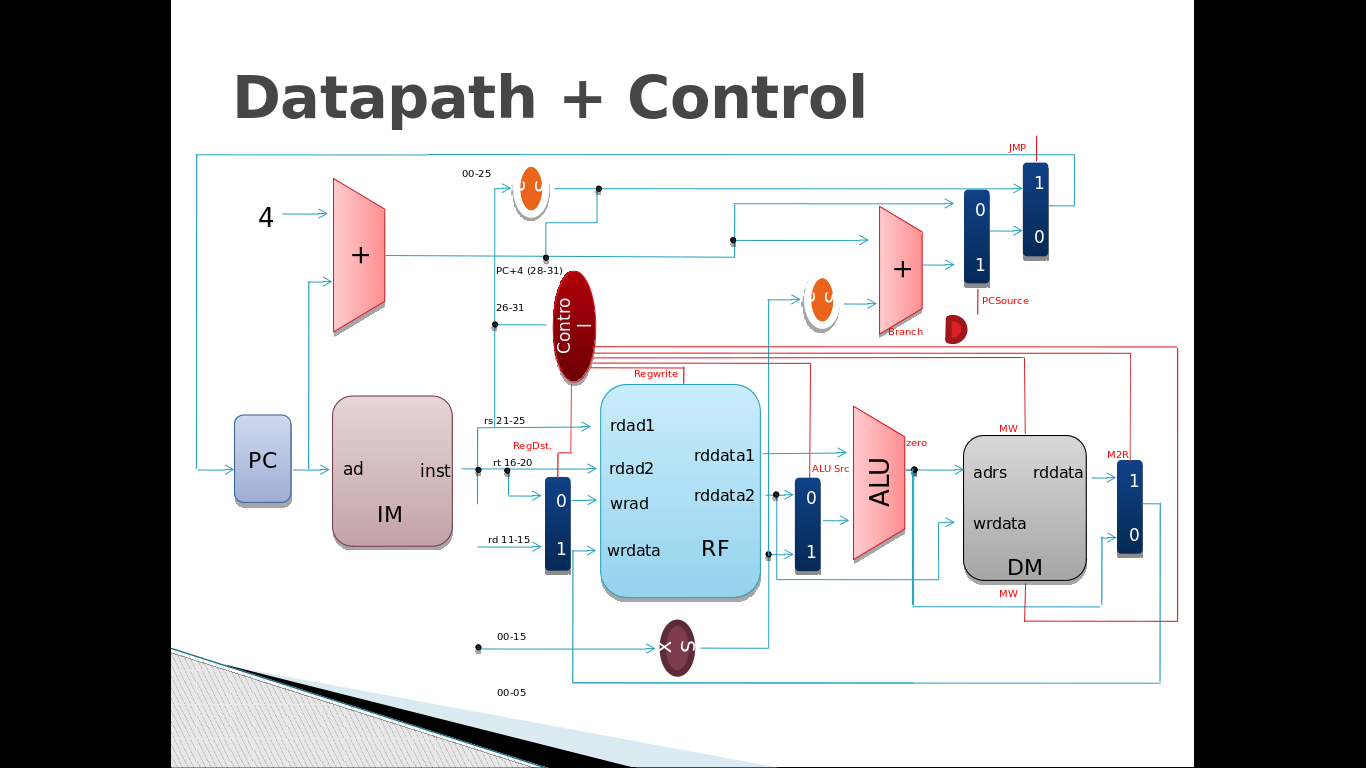 Datapath + Control
JMP
00-25
S
1
4
0
0
+
1
+
PC+4 (28-31)
PCSource
26-31
Contro
l
S
Branch
Regwrite
rs 21-25
rdad1
MW
RegDst.
zero
rddata1
M2R
PC
ad
inst
rt 16-20
rdad2
ALU Src
ALU
adrs
rddata
1
0
wrad
rddata2
0
IM
wrdata
0
rd 11-15
1
wrdata
RF
1
DM
MW
00-15
X
S
00-05